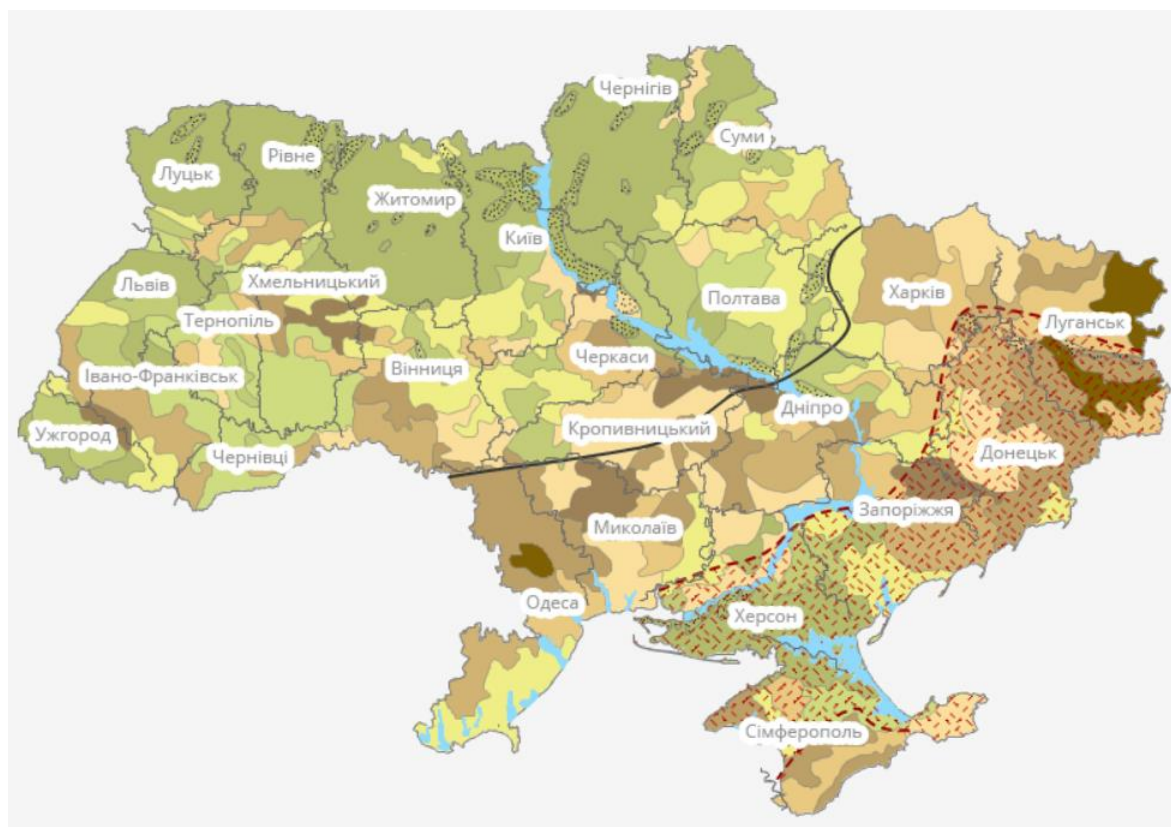 Чернігів
Суми
Рівне
Луцьк
Житомир
Київ
Львів
Хмельницький
Полтава
Харків
Тернопіль
Луганськ
Черкаси
Вінниця
Івано-Франківськ
Дніпро
Кропивницький
Ужгород
Чернівці
Донецьк
Запоріжжя
Миколаїв
Одеса
Херсон
Сімферополь